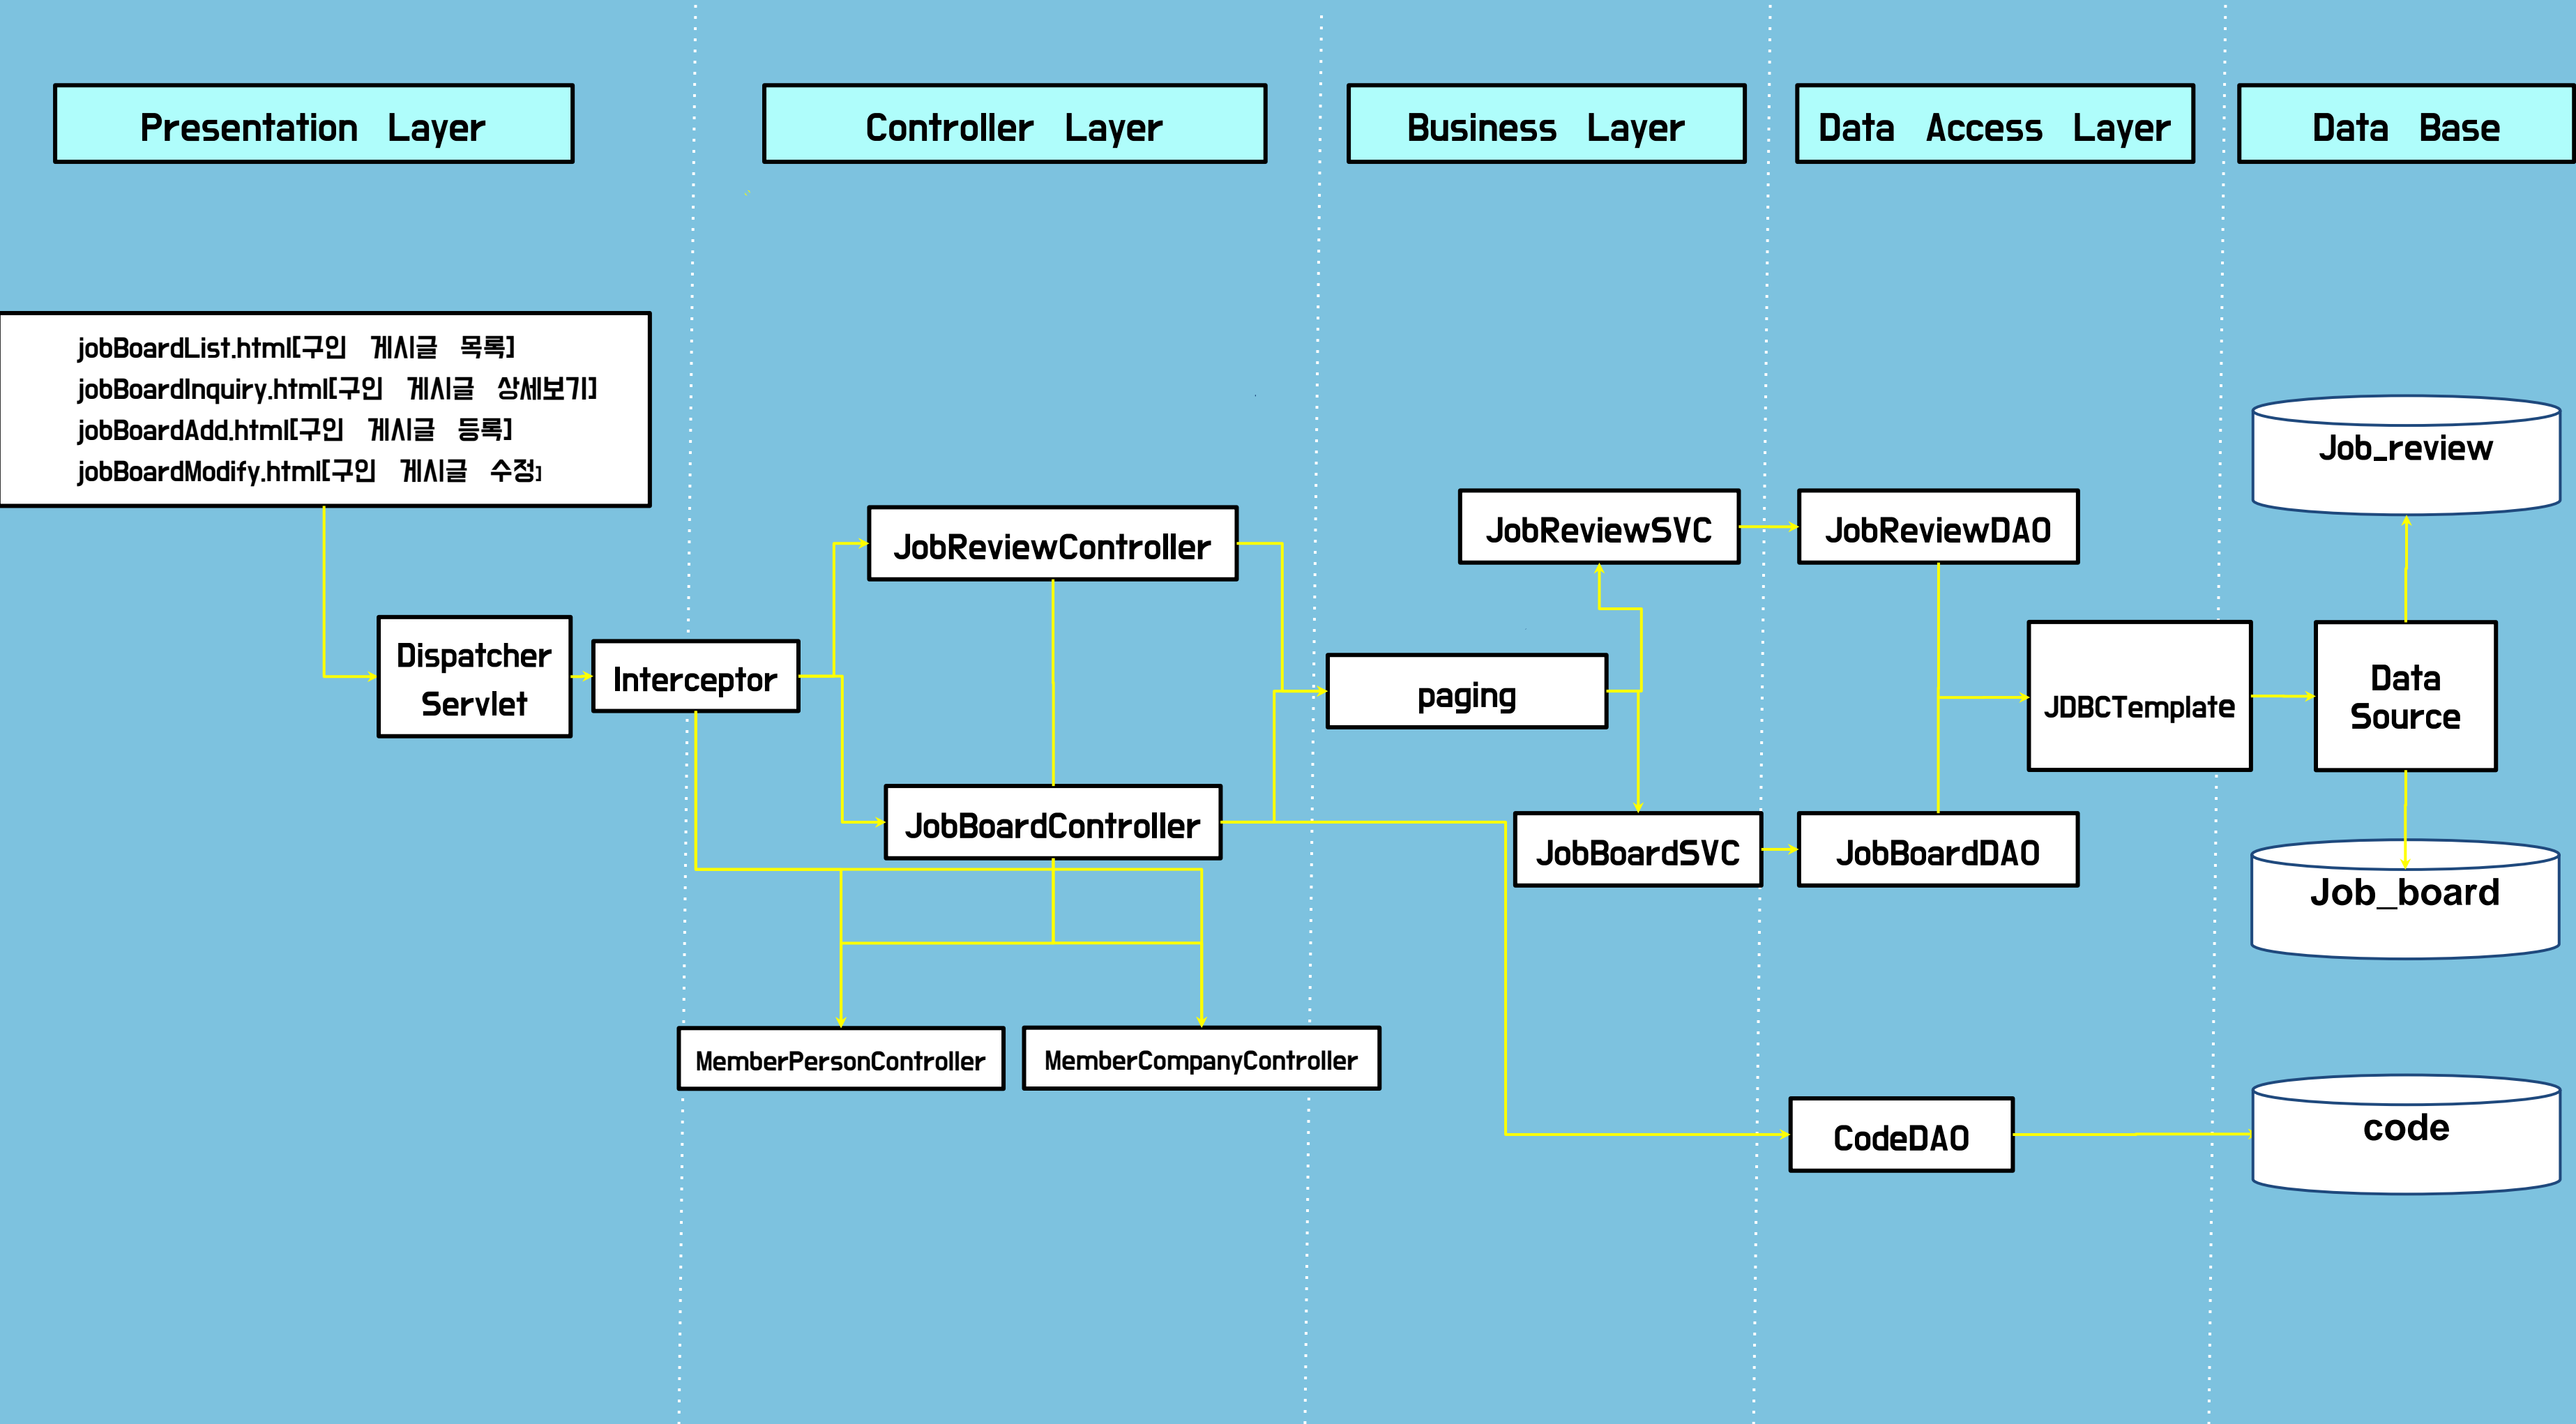 Presentation Layer
Controller Layer
Business Layer
Data Access Layer
Data Base
jobBoardList.html[구인 게시글 목록]
jobBoardInquiry.html[구인 게시글 상세보기]
jobBoardAdd.html[구인 게시글 등록]
jobBoardModify.html[구인 게시글 수정]
Dispatcher
Servlet
Interceptor
JobReviewController
JobBoardController
MemberPersonController
MemberCompanyController
paging
JobReviewSVC
JobBoardSVC
JobReviewDAO
JobBoardDAO
CodeDAO
JDBCTemplate
Data
Source
Job_review
Job_board
code